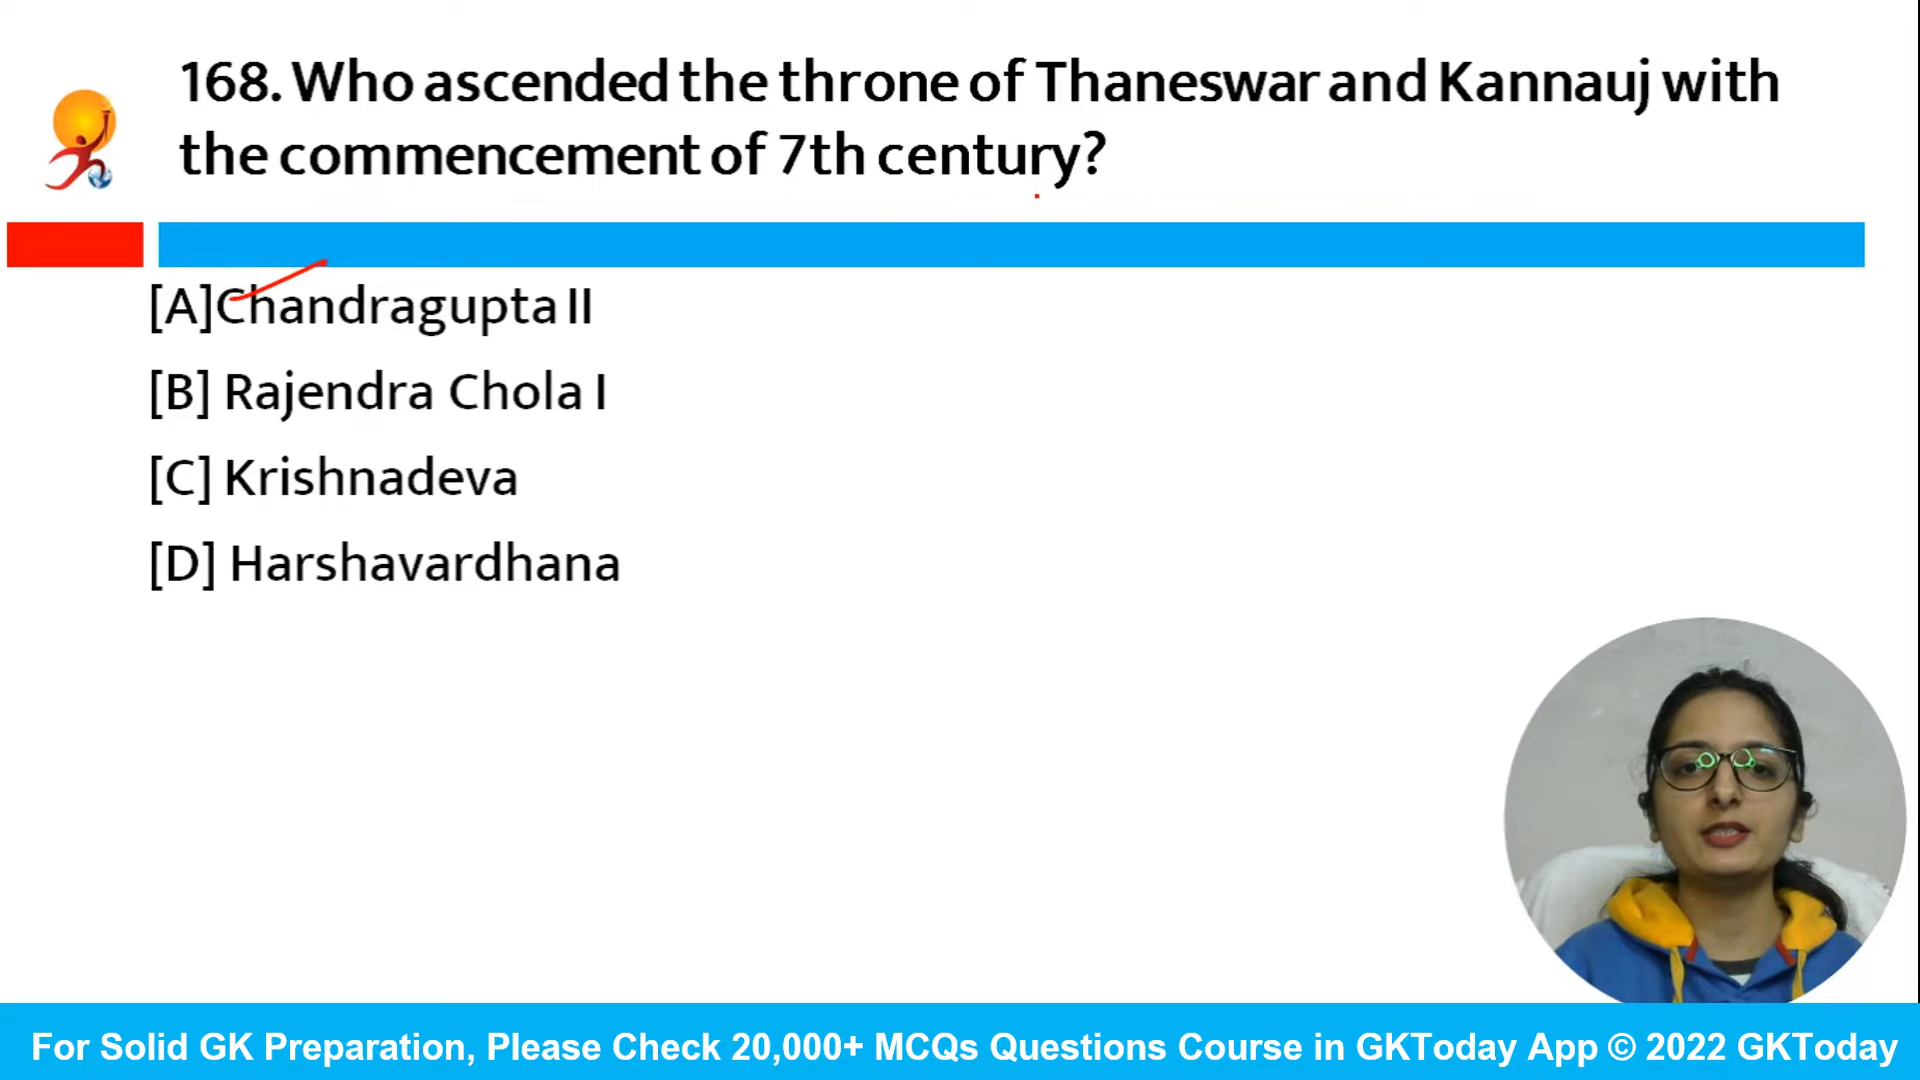 168. Who ascended the throne of Thaneswar and Kannauj with
the commencement of 7th century?
[A]Chandragupta II
[B] Rajendra Chola I
[C] Krishnadeva
[D] Harshavardhana
For Solid GK Preparation, Please Check 20,000+ MCQs Questions Course in GKToday App © 2022 GKToday